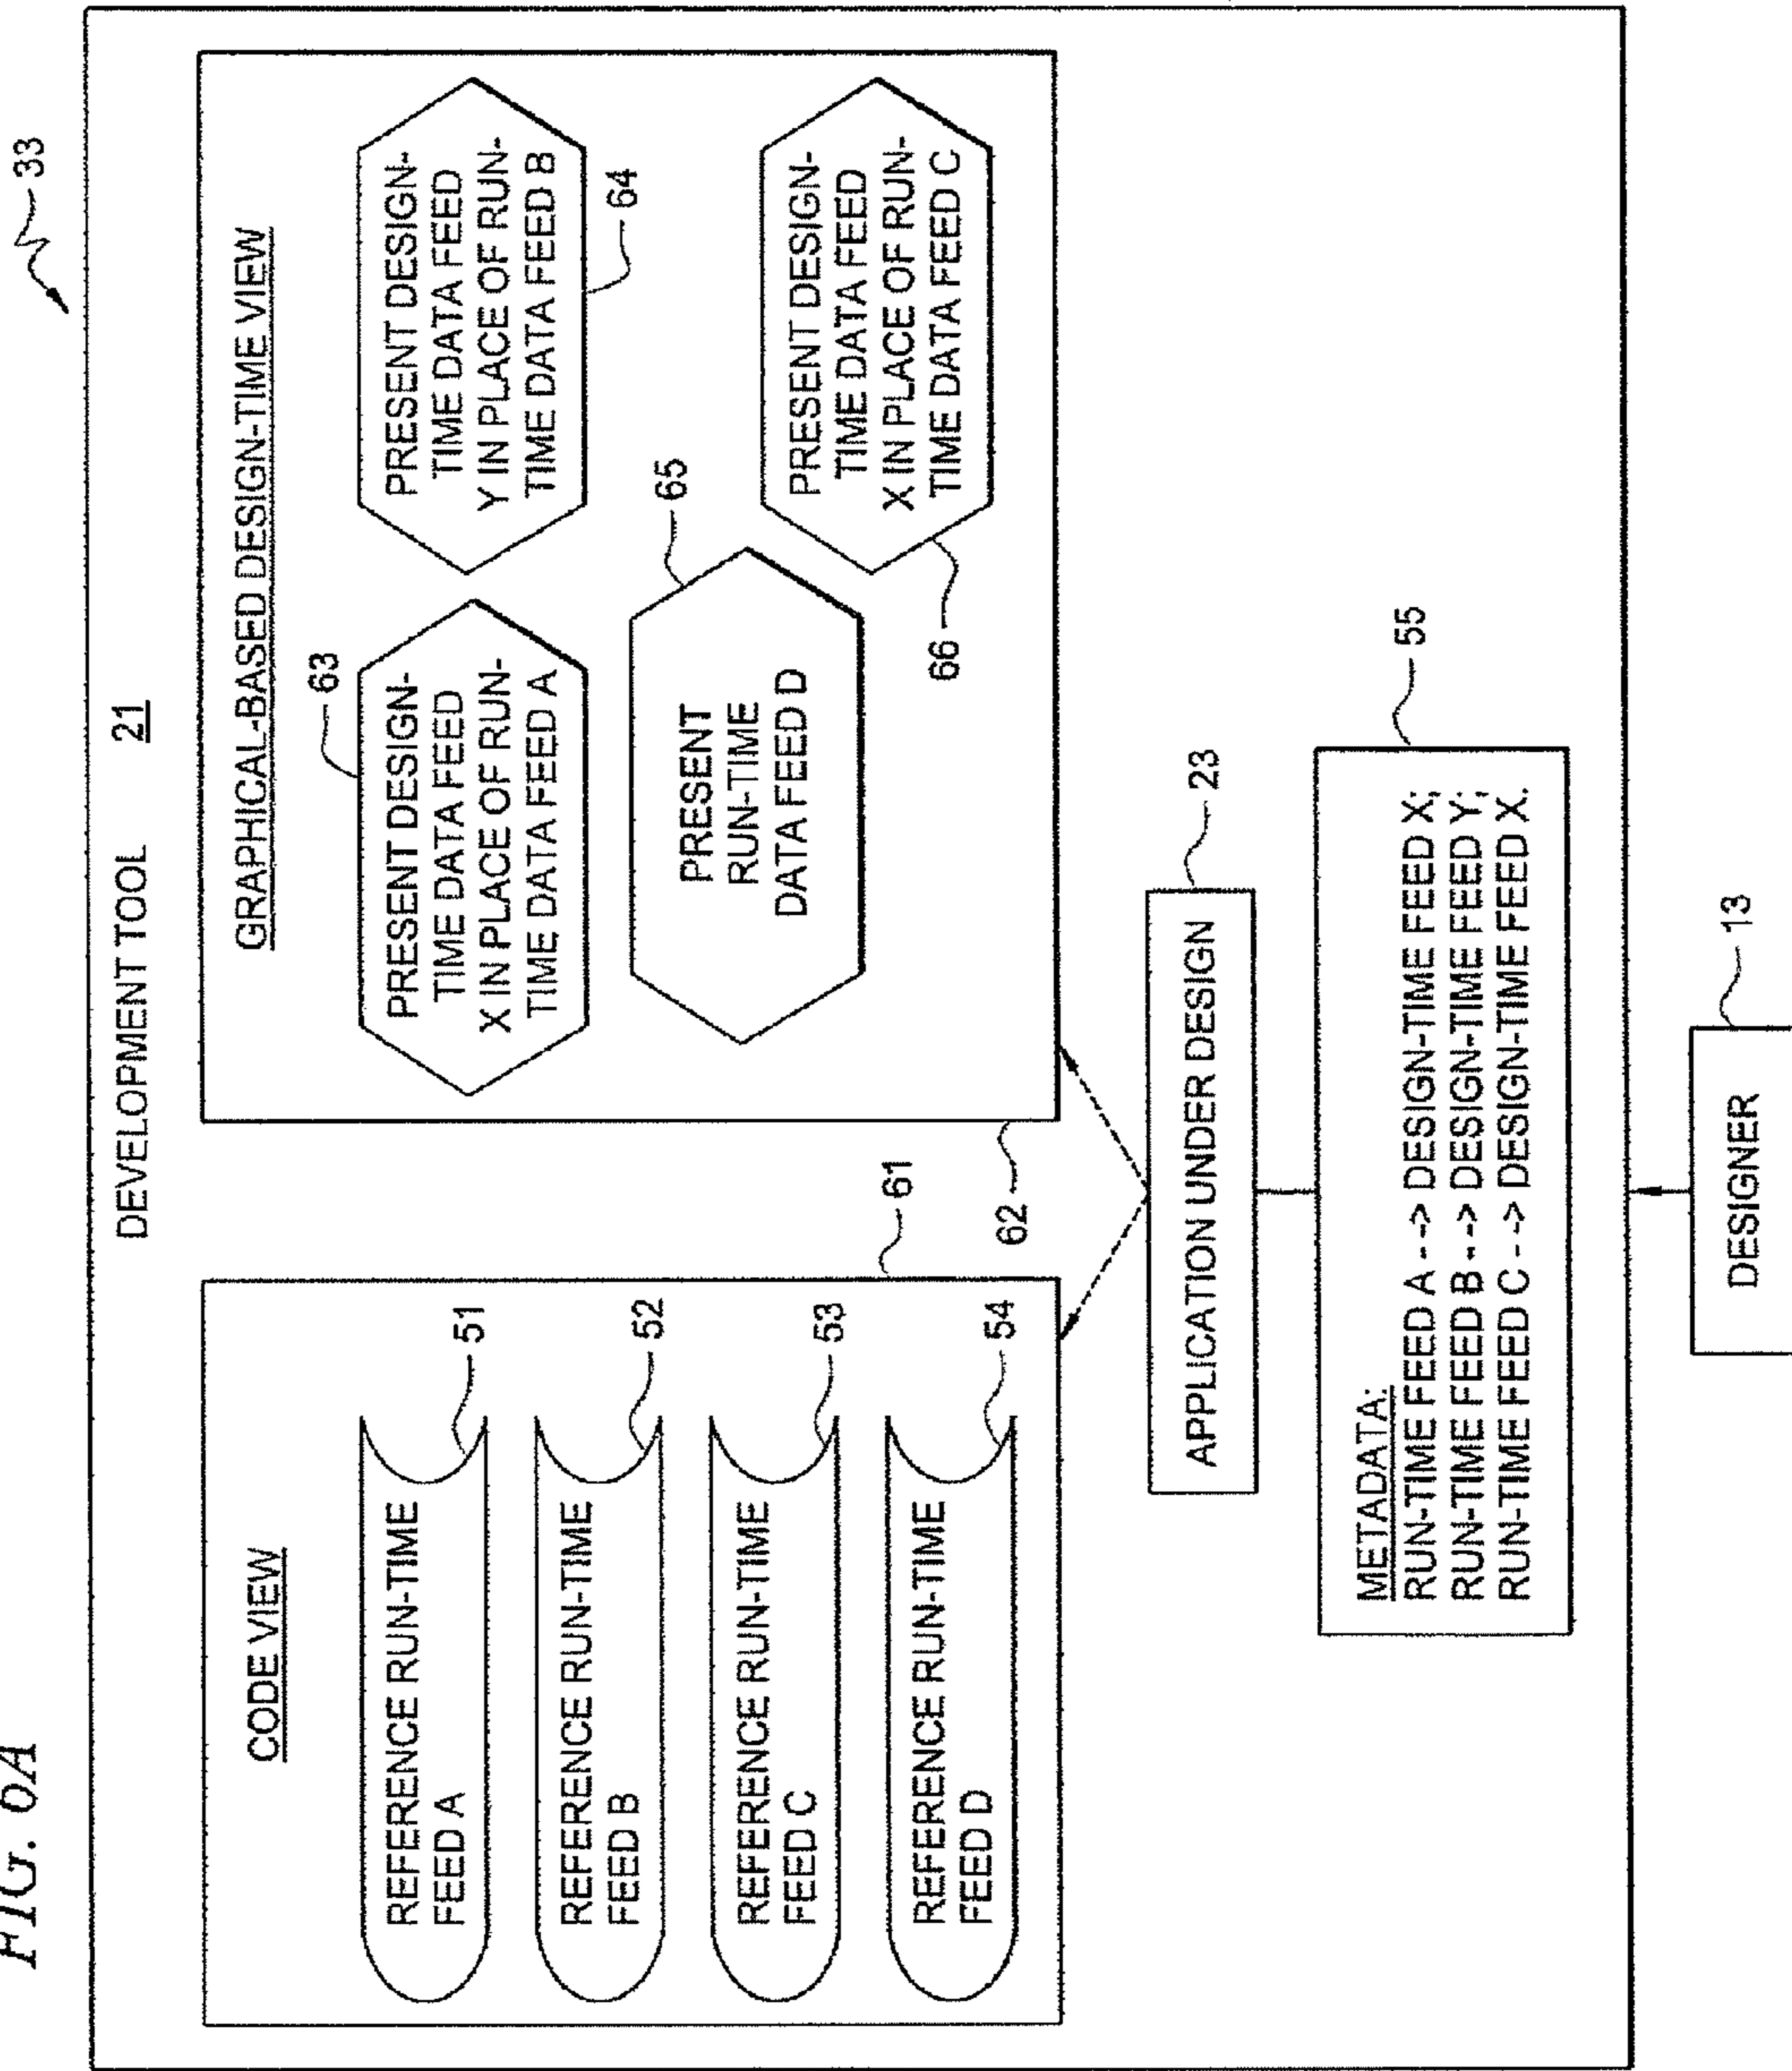 FIG. 6A
33
DEVELOPMENT TOOL 21
CODE VIEW
REFERENCE RUN-TIME
FEED A
51
REFERENCE RUN-TIME
FEED B
52
REFERENCE RUN-TIME
FEED C
53
REFERENCE RUN-TIME
FEED D
54
61
GRAPHICAL-BASED DESIGN-TIME VIEW
63
PRESENT DESIGN-
TIME DATA FEED
X IN PLACE OF RUN-
TIME DATA FEED A
PRESENT DESIGN-
TIME DATA FEED
Y IN PLACE OF RUN-
TIME DATA FEED B
64
65
PRESENT
RUN-TIME
DATA FEED D
PRESENT DESIGN-
TIME DATA FEED
X IN PLACE OF RUN-
TIME DATA FEED C
66
62
APPLICATION UNDER DESIGN
23
METADATA:
RUN-TIME FEED A --> DESIGN-TIME FEED X;
RUN-TIME FEED B --> DESIGN-TIME FEED Y;
RUN-TIME FEED C --> DESIGN-TIME FEED X.
55
DESIGNER
13